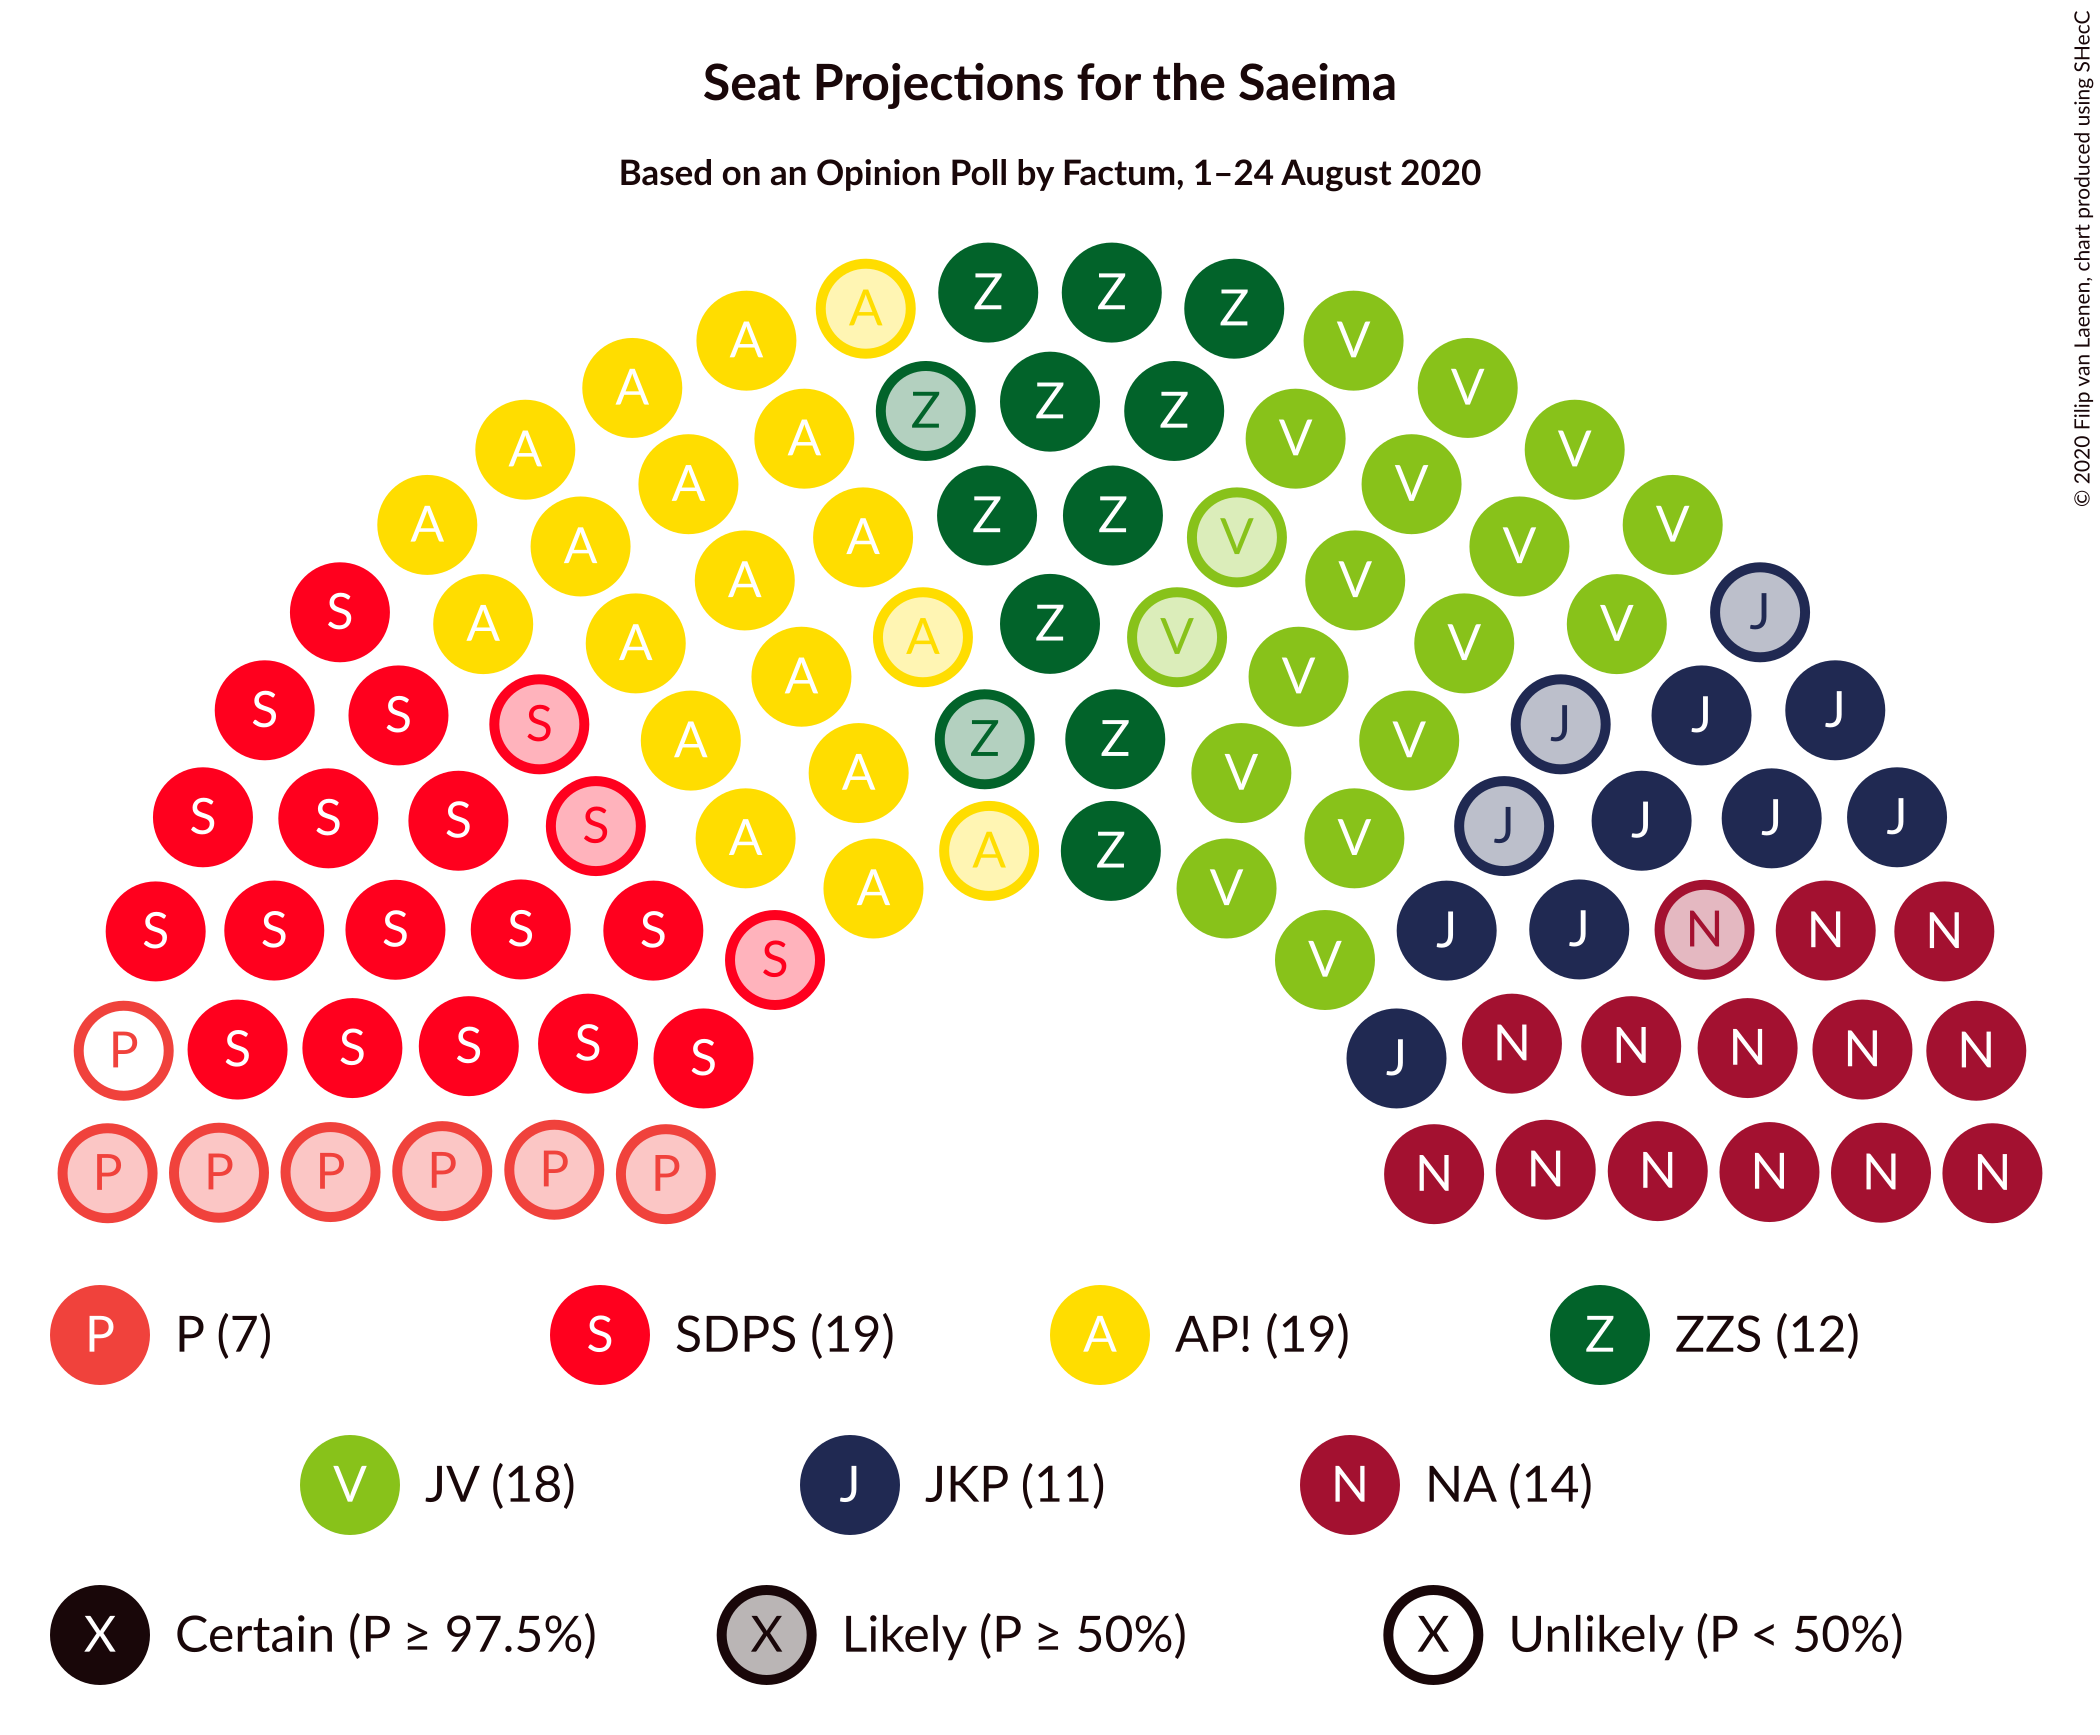 Seat Projections for the Saeima
Based on an Opinion Poll by Factum, 1–24 August 2020
© 2020 Filip van Laenen, chart produced using SHecC
Z Z
A Z
A V
A Z Z Z V
A A V V
A A V V
A Z Z V
A A V V
A A V V
S A A V J
A Z V
A V
S A V J
S S A Z Z V J J
A V
S S S S A V J J J J
A Z
A V
S S S S S J J N N N
S V
P S S S S S J N N N N N
P P P P P P N N N N N N
P P (7) S SDPS (19) A AP! (19) Z ZZS (12)
V JV (18) J JKP (11) N NA (14)
X Certain (P ≥ 97.5%) X Likely (P ≥ 50%) X Unlikely (P < 50%)